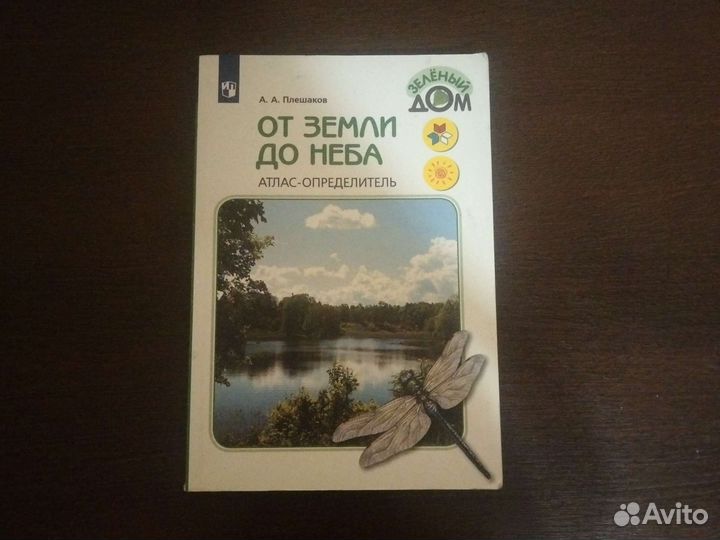 А. А. Плешаков
ЗЕЛЁНЫЙ
ДОМ
ОТ ЗЕМЛИ
ДО НЕБА
АТЛАС-ОПРЕДЕЛИТЕЛЬ
Avito